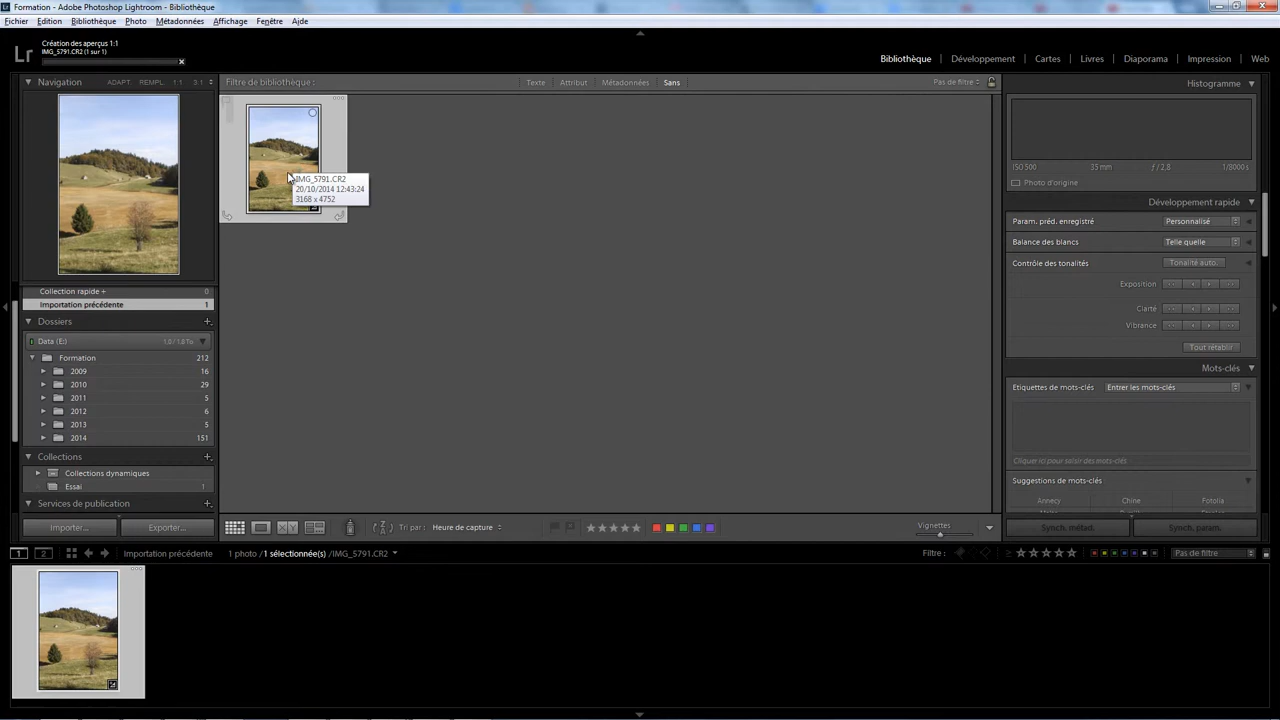 Formation - Adobe Photoshop Lightroom - Bibliothèque
Fichier Edition Bibliothèque Photo Métadonnées Affichage Fenêtre Aide
Lr
Création des aperçus 1:1
IMG_5791.CR2 (1 sur 1)
Bibliothèque Développement Cartes Livres Diaporama Impression Web
Navigation ADAPT. REMPL. 1:1 3:1
Filtre de bibliothèque : Texte Attribut Métadonnées Sans Pas de filtre
Histogramme
IMG_5791.CR2
20/10/2014 12:43:24
3168 x 4752
ISO 500 35 mm ƒ / 2,8 1/8000 s
Photo d'origine
Développement rapide
Param. préd. enregistré Personnalisé
Balance des blancs Telle quelle
Contrôle des tonalités Tonalité auto.
Exposition
Clarté
Vibrance
Tout rétablir
Collection rapide + 0
Importation précédente 1
Dossiers
Data (E:) 1,0 / 1,8 To
Formation 212
2009 16
2010 29
2011 5
2012 6
2013 5
2014 151
Collections
Collections dynamiques
Essai 1
Services de publication
Importer... Exporter...
Mots-clés
Etiquettes de mots-clés Entrer les mots-clés
Cliquer ici pour saisir des mots-clés
Suggestions de mots-clés
Annecy Chine Fotolia
Synch. métad. Synch. param.
XY Tri par : Heure de capture Vignettes
1 2 Importation précédente 1 photo / 1 sélectionnée(s) / IMG_5791.CR2 Filtre : Pas de filtre